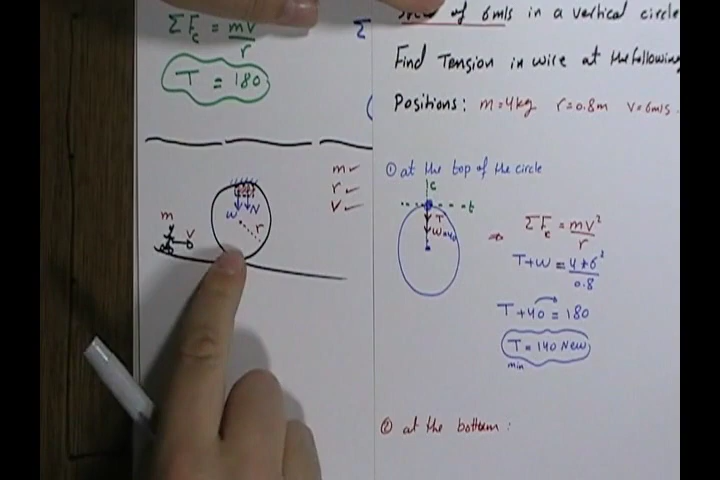 ΣFc = mv
r
T = 180
Σ
m ✓
r ✓
v ✓
W N
r
m v
of 6m/s in a vertical circle
Find Tension in wire at the following
Positions: m=4kg r=0.8m v=6m/s
① at the top of the circle
c
t
T
W=40
⇒ ΣFc = mv²
r
T+W = 4*6²
0.8
T+40 = 180
T = 140 New
min
② at the bottom: